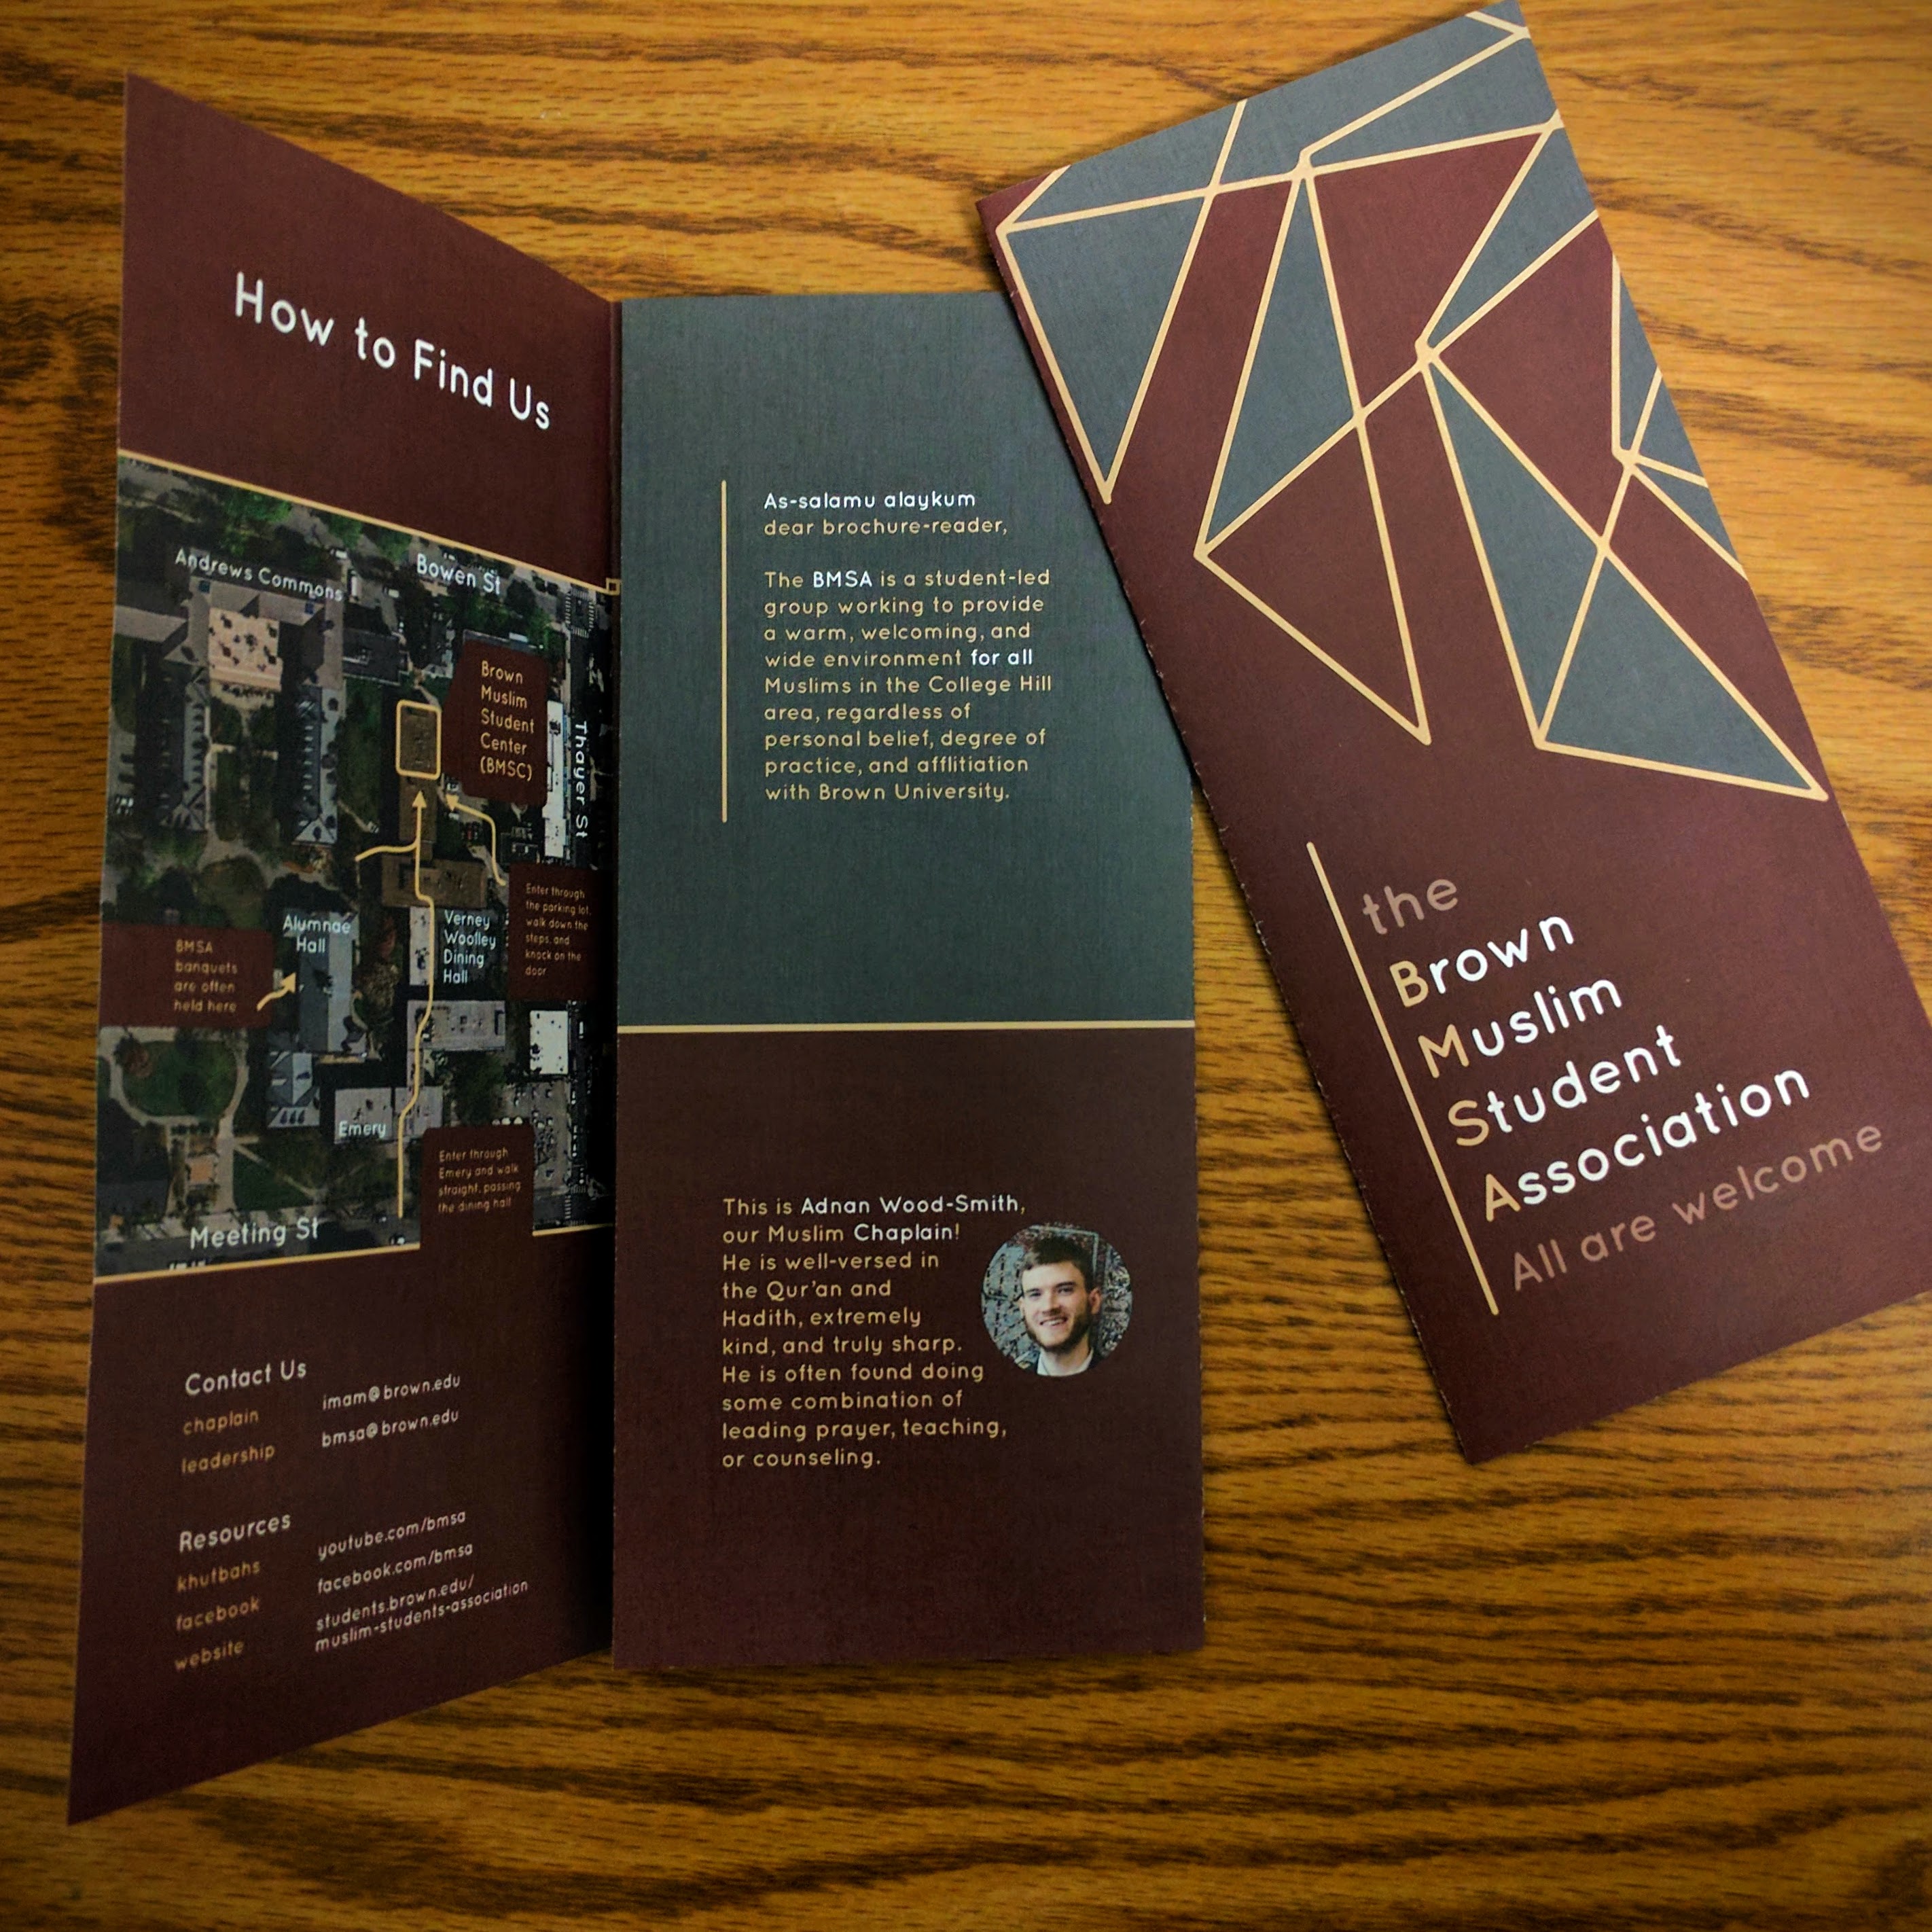 How to Find Us
Andrews Commons
Bowen St
Brown
Muslim
Student
Center
(BMSC)
Thayer St
Enter through
the parking lot,
walk down the
steps, and
knock on the
door
Alumnae
Hall
Verney
Woolley
Dining
Hall
BMSA
banquets
are often
held here
Emery
Enter through
Emery and walk
straight, passing
the dining hall
Meeting St
Contact Us
chaplain imam@brown.edu
leadership bmsa@brown.edu
Resources
khutbahs youtube.com/bmsa
facebook facebook.com/bmsa
website students.brown.edu/
muslim-students-association
As-salamu alaykum
dear brochure-reader,
The BMSA is a student-led
group working to provide
a warm, welcoming, and
wide environment for all
Muslims in the College Hill
area, regardless of
personal belief, degree of
practice, and afflitiation
with Brown University.
This is Adnan Wood-Smith,
our Muslim Chaplain!
He is well-versed in
the Qur'an and
Hadith, extremely
kind, and truly sharp.
He is often found doing
some combination of
leading prayer, teaching,
or counseling.
the
Brown
Muslim
Student
Association
All are welcome